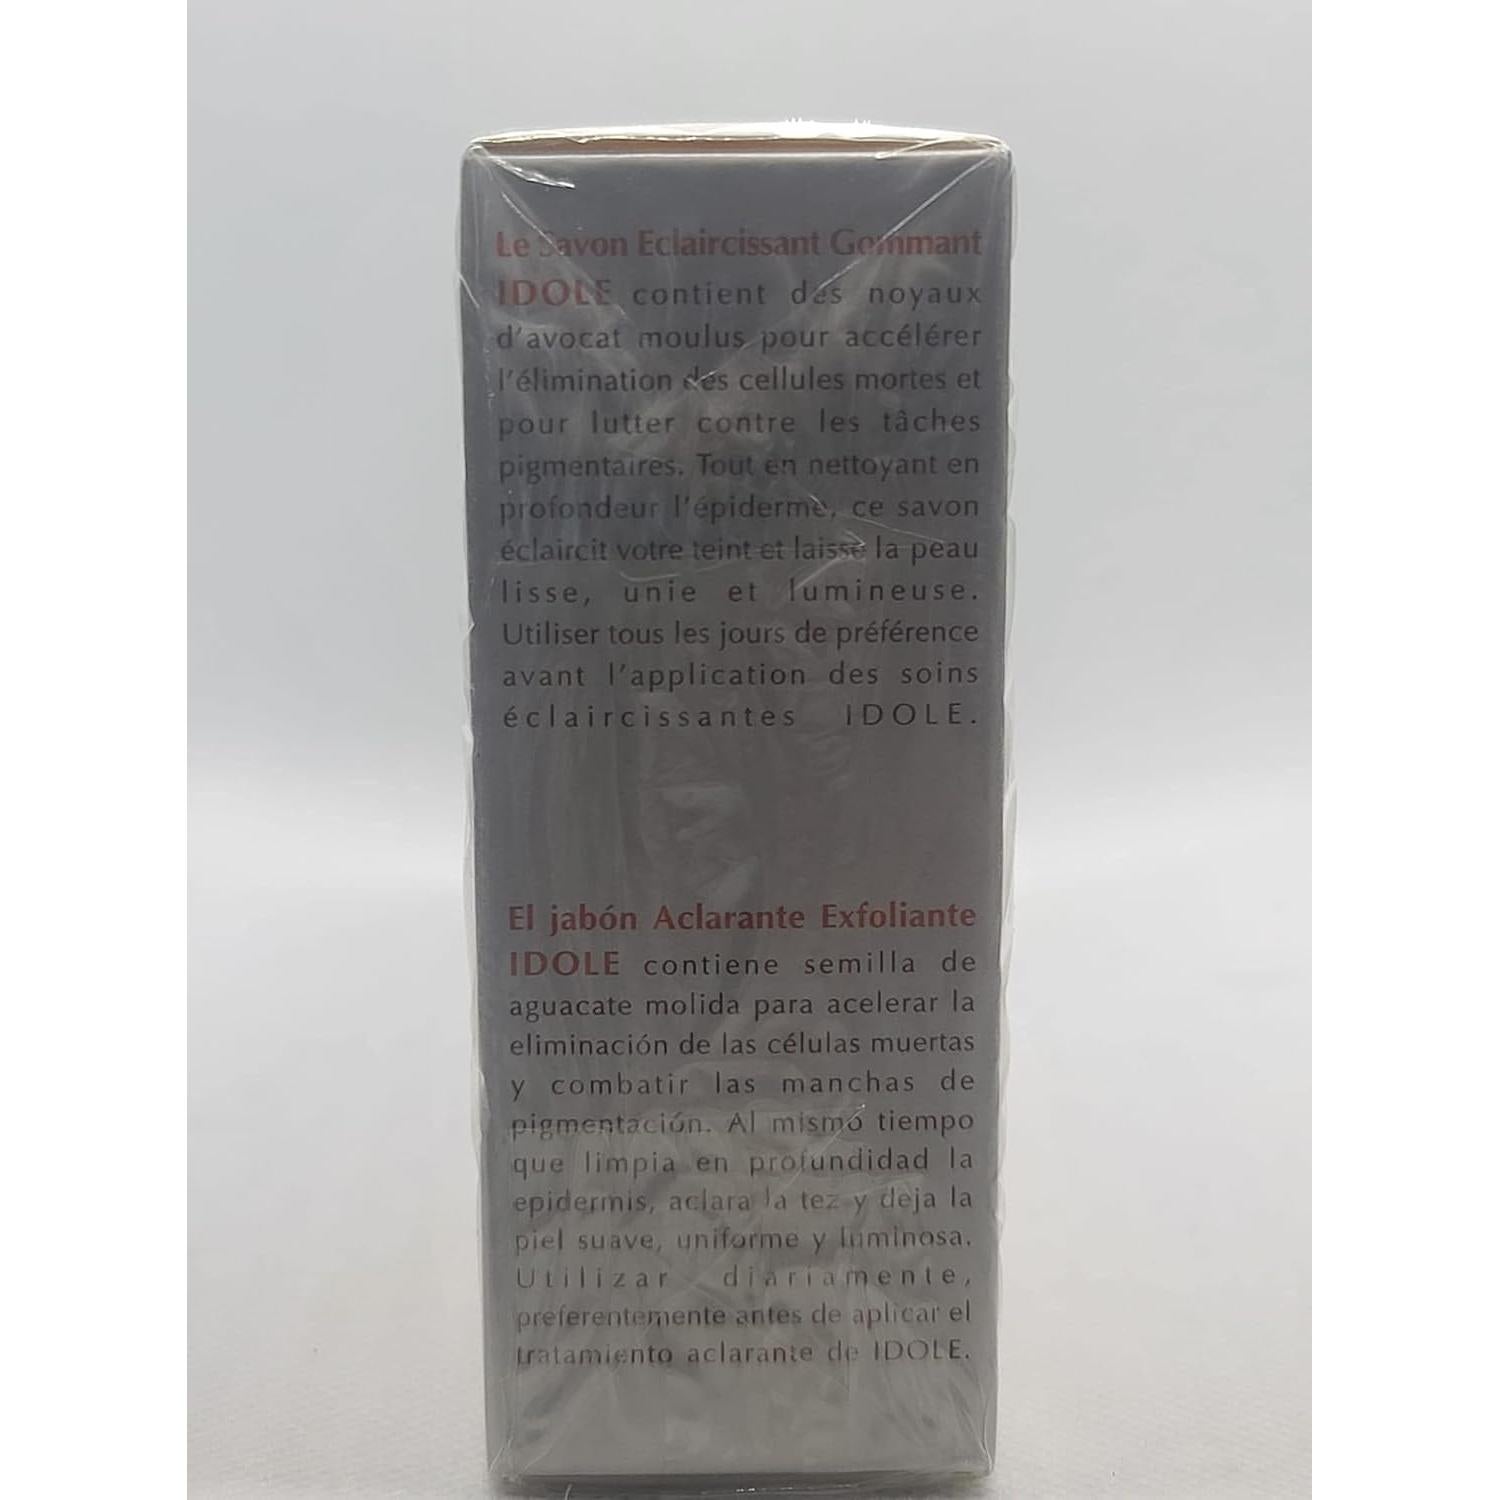 Le Savon Eclaircissant Gommant
IDOLE contient des noyaux
d'avocat moulus pour accélérer
l'élimination des cellules mortes et
pour lutter contre les tâches
pigmentaires. Tout en nettoyant en
profondeur l'épiderme, ce savon
éclaircit votre teint et laisse la peau
lisse, unie et lumineuse.
Utiliser tous les jours de préférence
avant l'application des soins
éclaircissantes IDOLE.
El jabón Aclarante Exfoliante
IDOLE contiene semilla de
aguacate molida para acelerar la
eliminación de las células muertas
y combatir las manchas de
pigmentación. Al mismo tiempo
que limpia en profundidad la
epidermis, aclara la tez y deja la
piel suave, uniforme y luminosa.
Utilizar diariamente,
preferentemente antes de aplicar el
tratamiento aclarante de IDOLE.